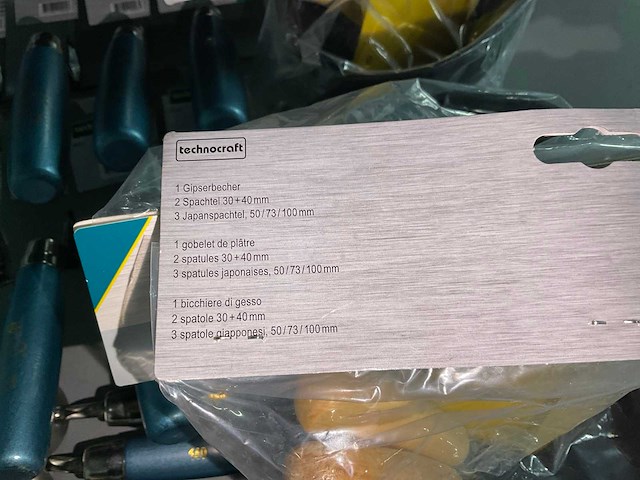 technocraft
1 Gipserbecher
2 Spachtel 30+40mm
3 Japanspachtel, 50/73/100mm
1 gobelet de plâtre
2 spatules 30+40mm
3 spatules japonaises, 50/73/100mm
1 bicchiere di gesso
2 spatole 30+40mm
3 spatole giapponesi, 50/73/100mm